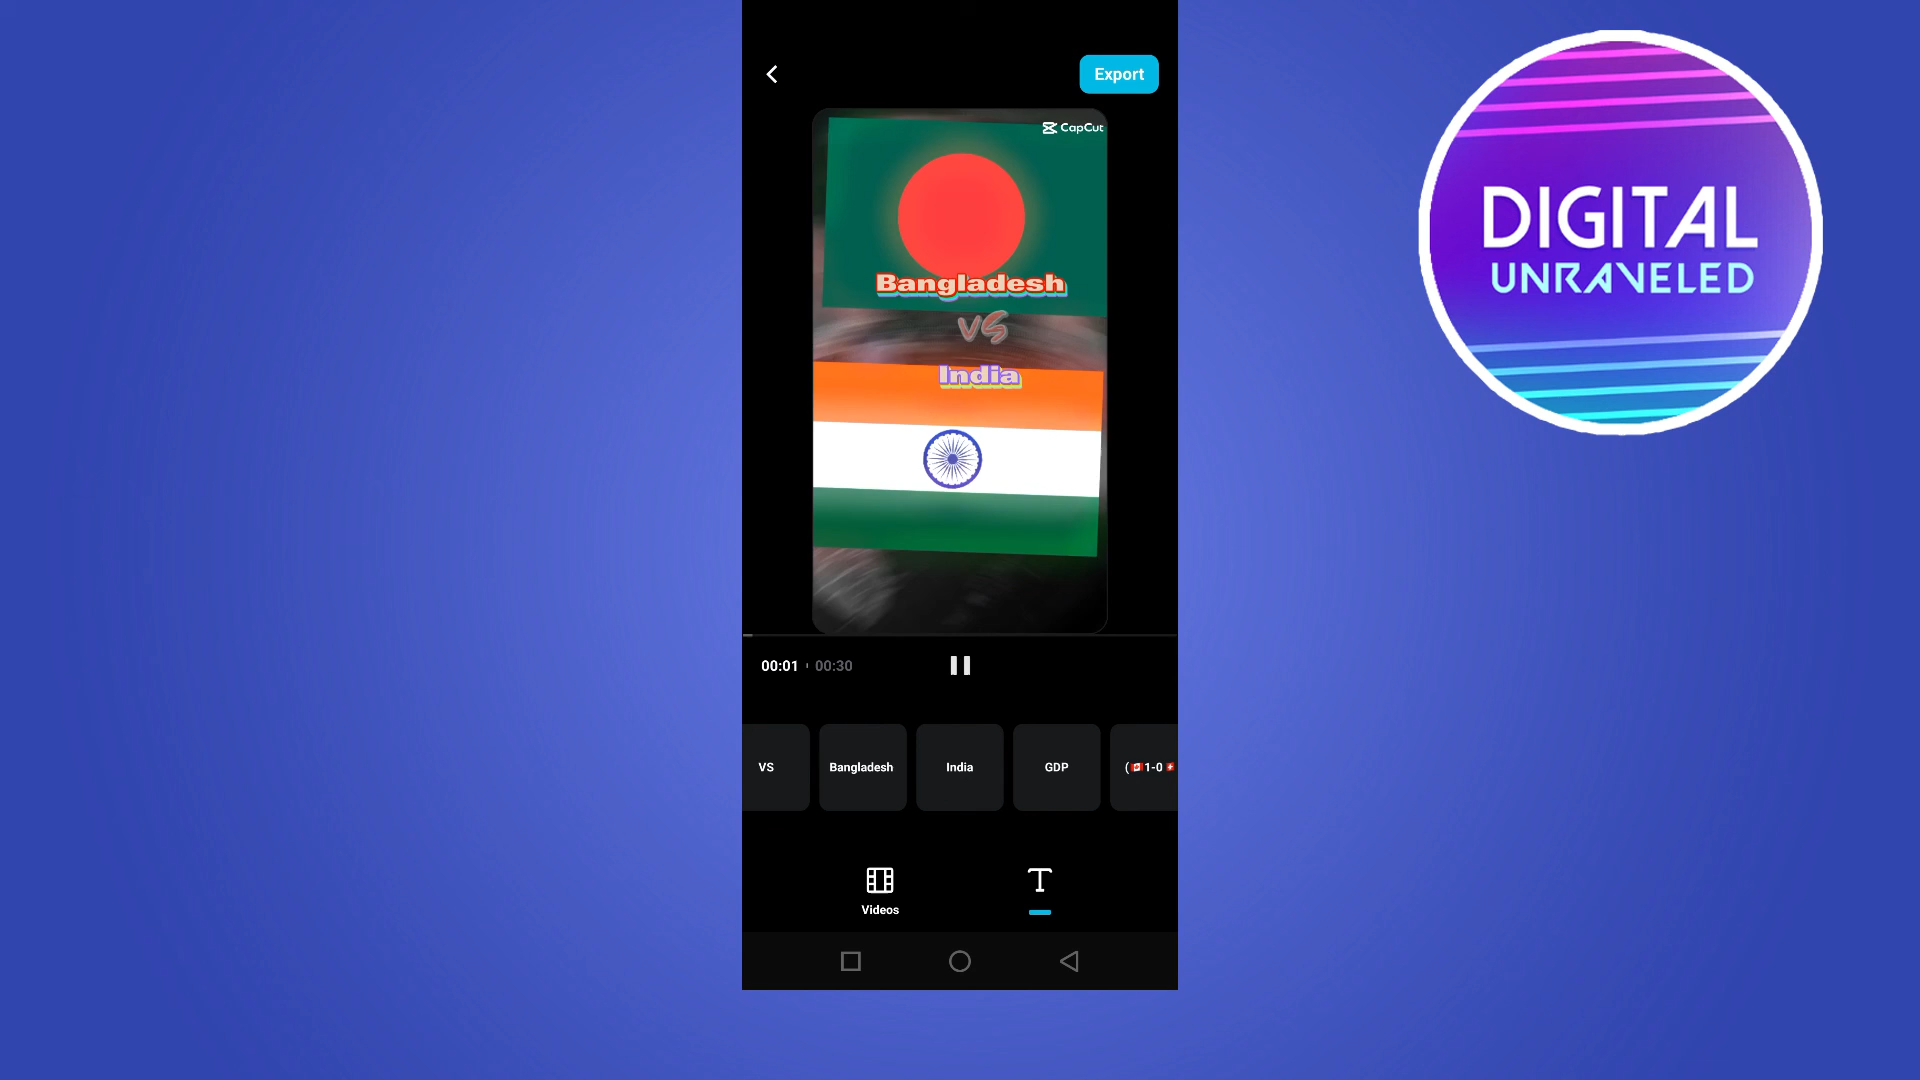 Export
CapCut
Bangladesh
VS
India
00:01 00:30
VS Bangladesh India GDP (🇨🇦1-0🇨🇭
Videos
DIGITAL
UNRAVELED